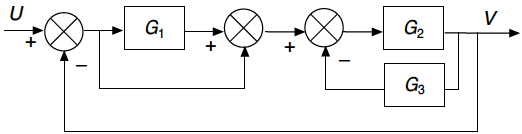 U V
G₁ G₂
+ + +
− −
G₃